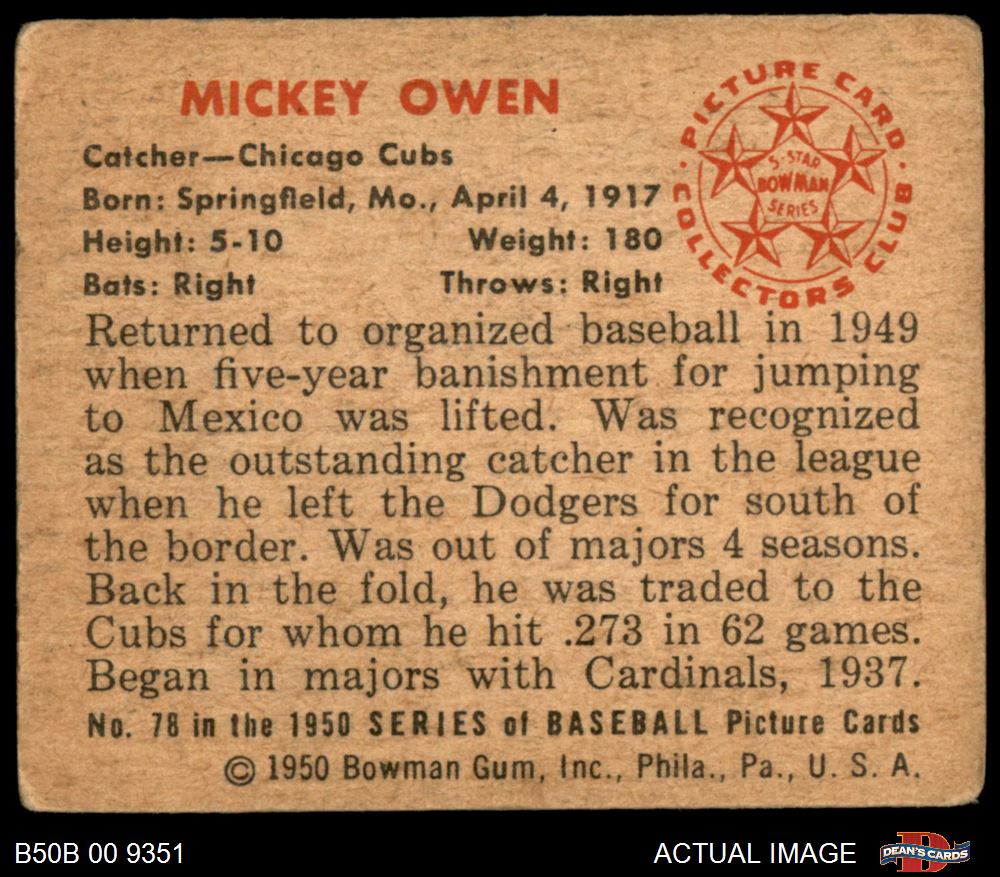 MICKEY OWEN
Catcher—Chicago Cubs
Born: Springfield, Mo., April 4, 1917
Height: 5-10 Weight: 180
Bats: Right Throws: Right
• PICTURE CARD •
COLLECTORS CLUB
5-STAR
BOWMAN
SERIES
Returned to organized baseball in 1949
when five-year banishment for jumping
to Mexico was lifted. Was recognized
as the outstanding catcher in the league
when he left the Dodgers for south of
the border. Was out of majors 4 seasons.
Back in the fold, he was traded to the
Cubs for whom he hit .273 in 62 games.
Began in majors with Cardinals, 1937.
No. 78 in the 1950 SERIES of BASEBALL Picture Cards
© 1950 Bowman Gum, Inc., Phila., Pa., U. S. A.
B50B 00 9351
ACTUAL IMAGE
D
DEAN'S CARDS